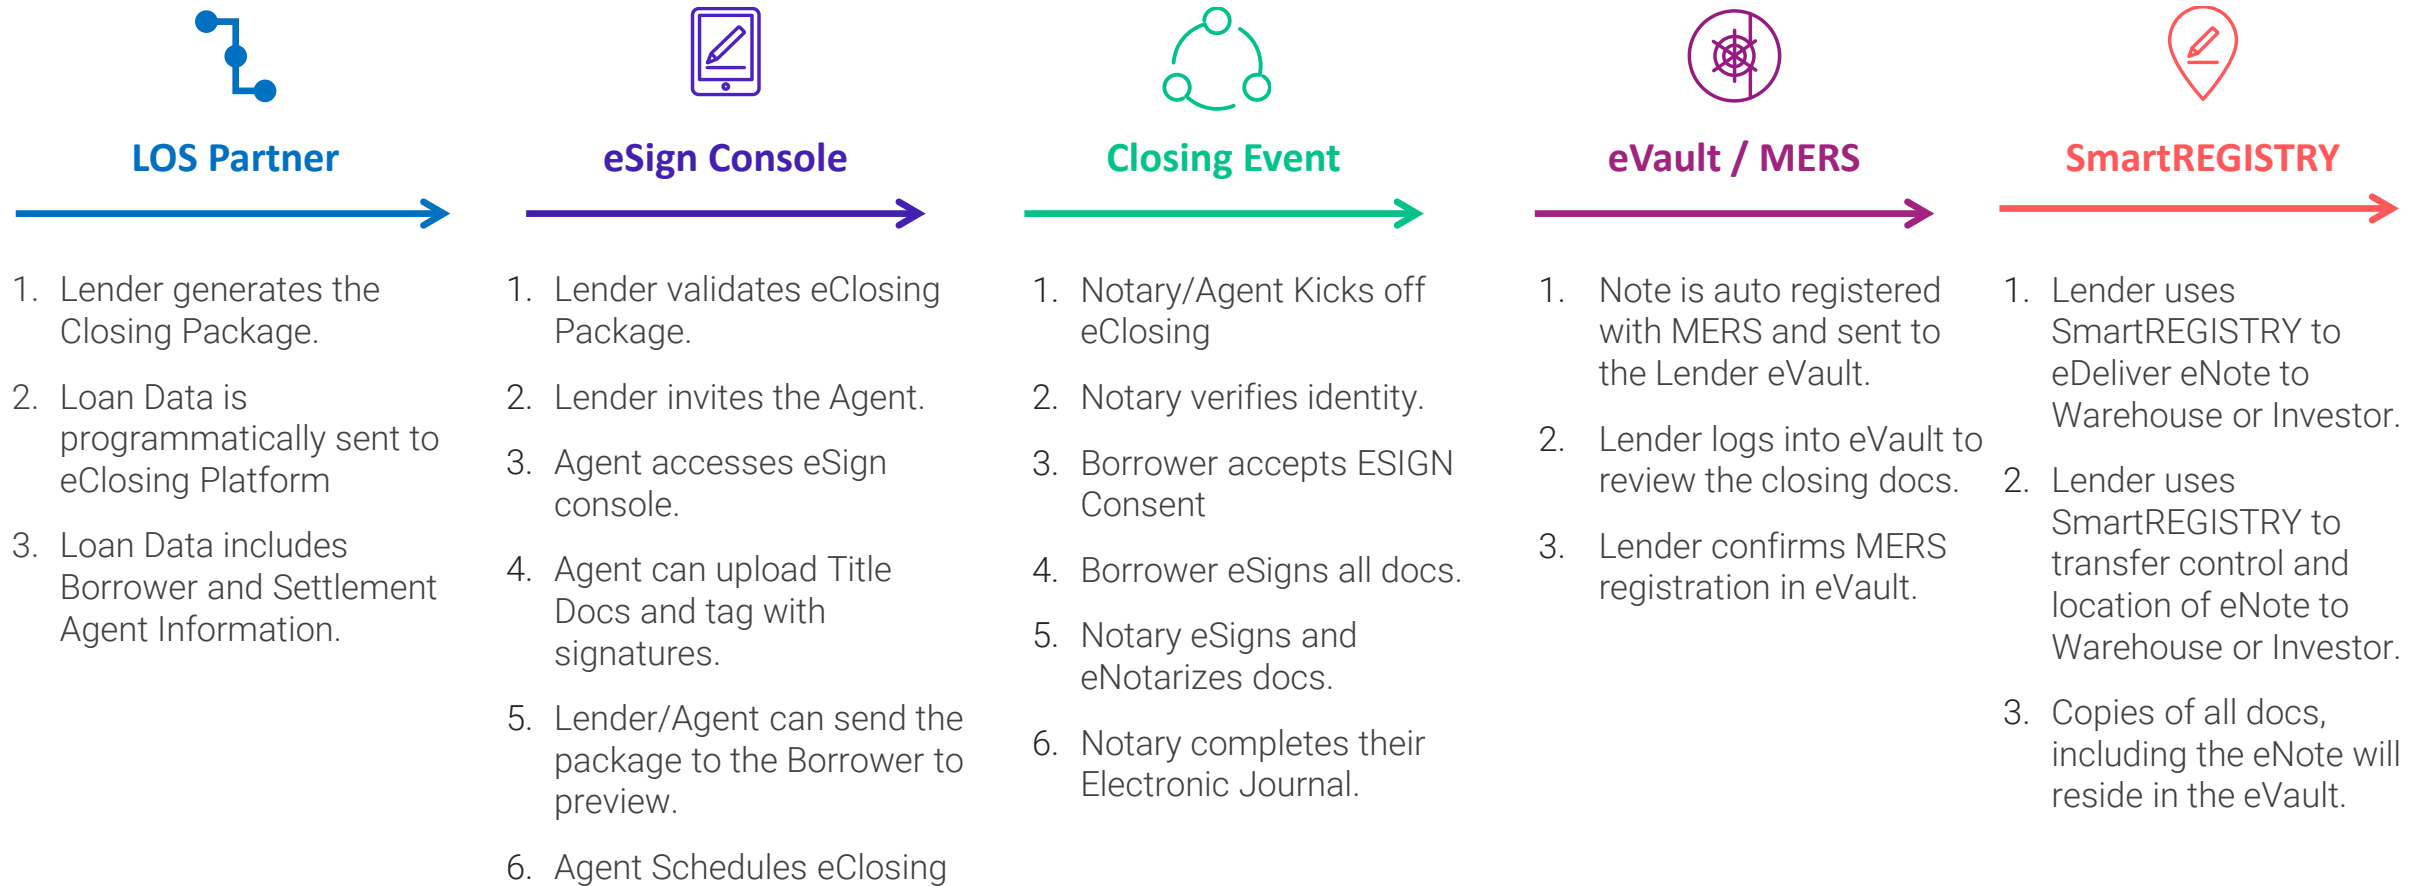 LOS Partner
1. Lender generates the
Closing Package.
2. Loan Data is
programmatically sent to
eClosing Platform
3. Loan Data includes
Borrower and Settlement
Agent Information.
eSign Console
1. Lender validates eClosing
Package.
2. Lender invites the Agent.
3. Agent accesses eSign
console.
4. Agent can upload Title
Docs and tag with
signatures.
5. Lender/Agent can send the
package to the Borrower to
preview.
6. Agent Schedules eClosing
Closing Event
1. Notary/Agent Kicks off
eClosing
2. Notary verifies identity.
3. Borrower accepts ESIGN
Consent
4. Borrower eSigns all docs.
5. Notary eSigns and
eNotarizes docs.
6. Notary completes their
Electronic Journal.
eVault / MERS
1. Note is auto registered
with MERS and sent to
the Lender eVault.
2. Lender logs into eVault to
review the closing docs.
3. Lender confirms MERS
registration in eVault.
SmartREGISTRY
1. Lender uses
SmartREGISTRY to
eDeliver eNote to
Warehouse or Investor.
2. Lender uses
SmartREGISTRY to
transfer control and
location of eNote to
Warehouse or Investor.
3. Copies of all docs,
including the eNote will
reside in the eVault.